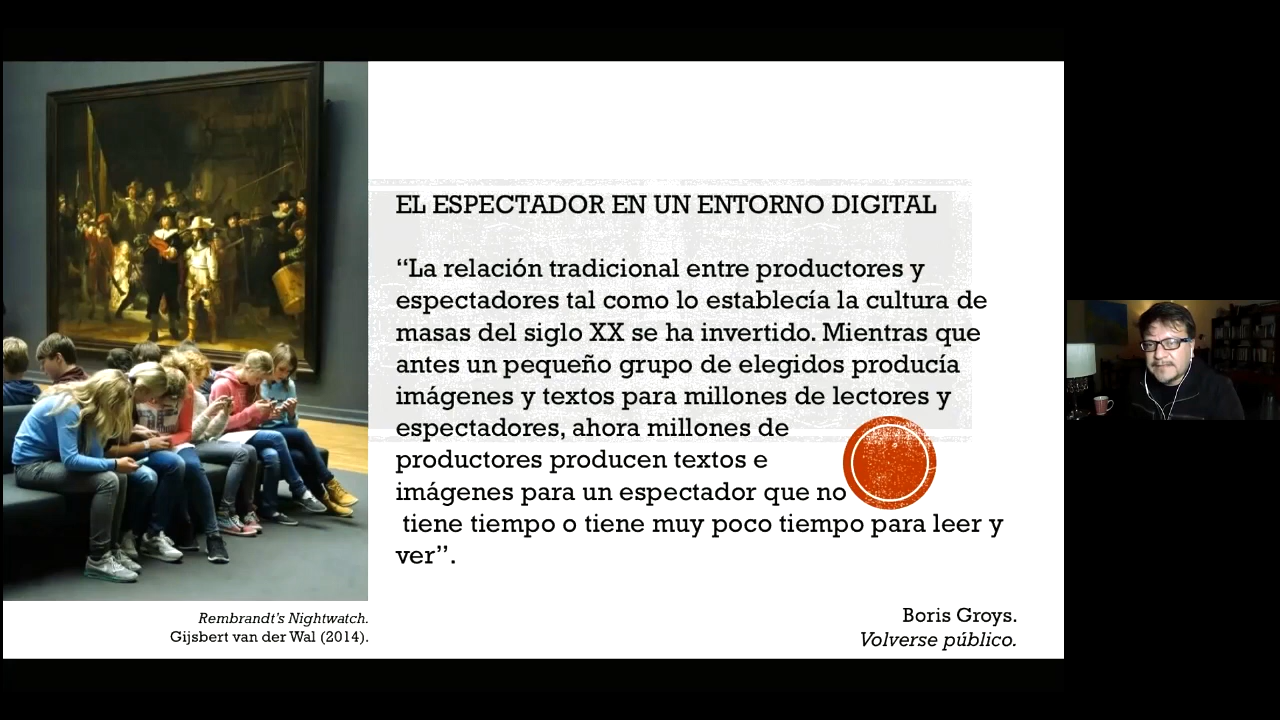 EL ESPECTADOR EN UN ENTORNO DIGITAL
“La relación tradicional entre productores y
espectadores tal como lo establecía la cultura de
masas del siglo XX se ha invertido. Mientras que
antes un pequeño grupo de elegidos producía
imágenes y textos para millones de lectores y
espectadores, ahora millones de
productores producen textos e
imágenes para un espectador que no
tiene tiempo o tiene muy poco tiempo para leer y
ver”.
Rembrandt's Nightwatch.
Gijsbert van der Wal (2014).
Boris Groys.
Volverse público.